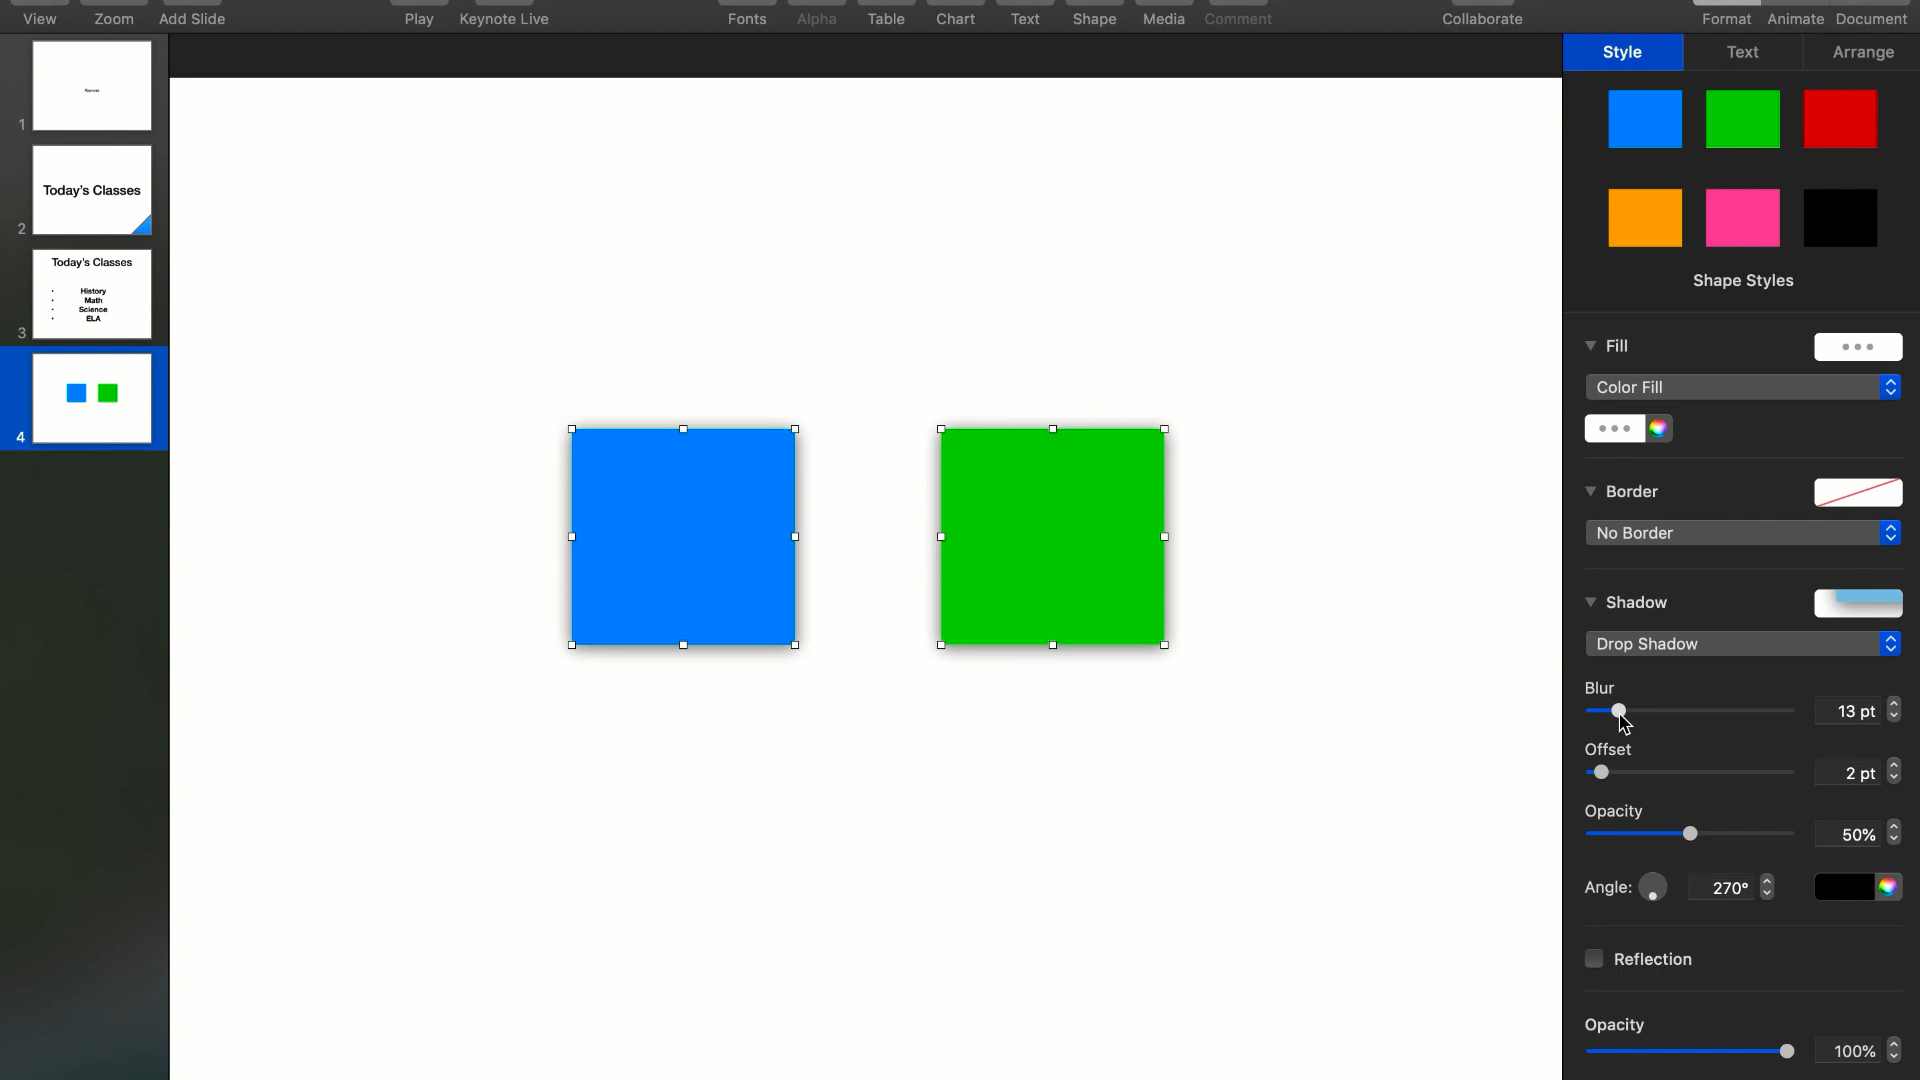 View Zoom Add Slide Play Keynote Live Fonts Alpha Table Chart Text Shape Media Comment Collaborate Format Animate Document
Style Text Arrange
Keynote
1
Today's Classes
2
Today's Classes
• History
• Math
• Science
• ELA
3
4
Shape Styles
Fill
Color Fill
Border
No Border
Shadow
Drop Shadow
Blur
13 pt
Offset
2 pt
Opacity
50%
Angle: 270°
Reflection
Opacity
100%